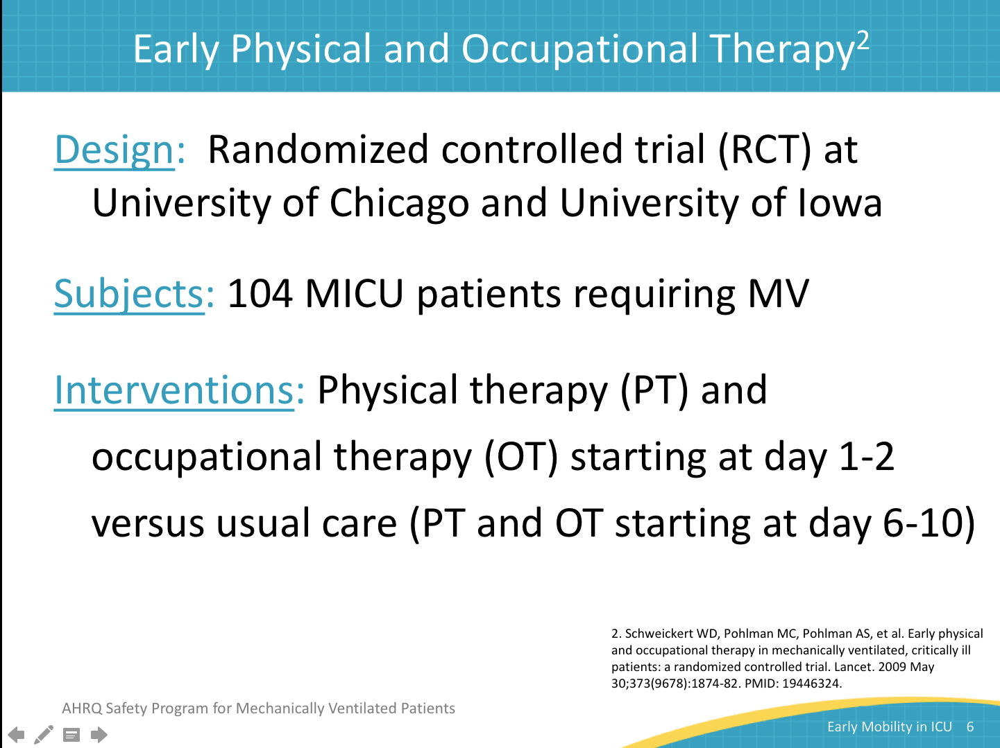 Early Physical and Occupational Therapy²
Design: Randomized controlled trial (RCT) at
University of Chicago and University of Iowa
Subjects: 104 MICU patients requiring MV
Interventions: Physical therapy (PT) and
occupational therapy (OT) starting at day 1-2
versus usual care (PT and OT starting at day 6-10)
2. Schweickert WD, Pohlman MC, Pohlman AS, et al. Early physical
and occupational therapy in mechanically ventilated, critically ill
patients: a randomized controlled trial. Lancet. 2009 May
30;373(9678):1874-82. PMID: 19446324.
AHRQ Safety Program for Mechanically Ventilated Patients
Early Mobility in ICU 6